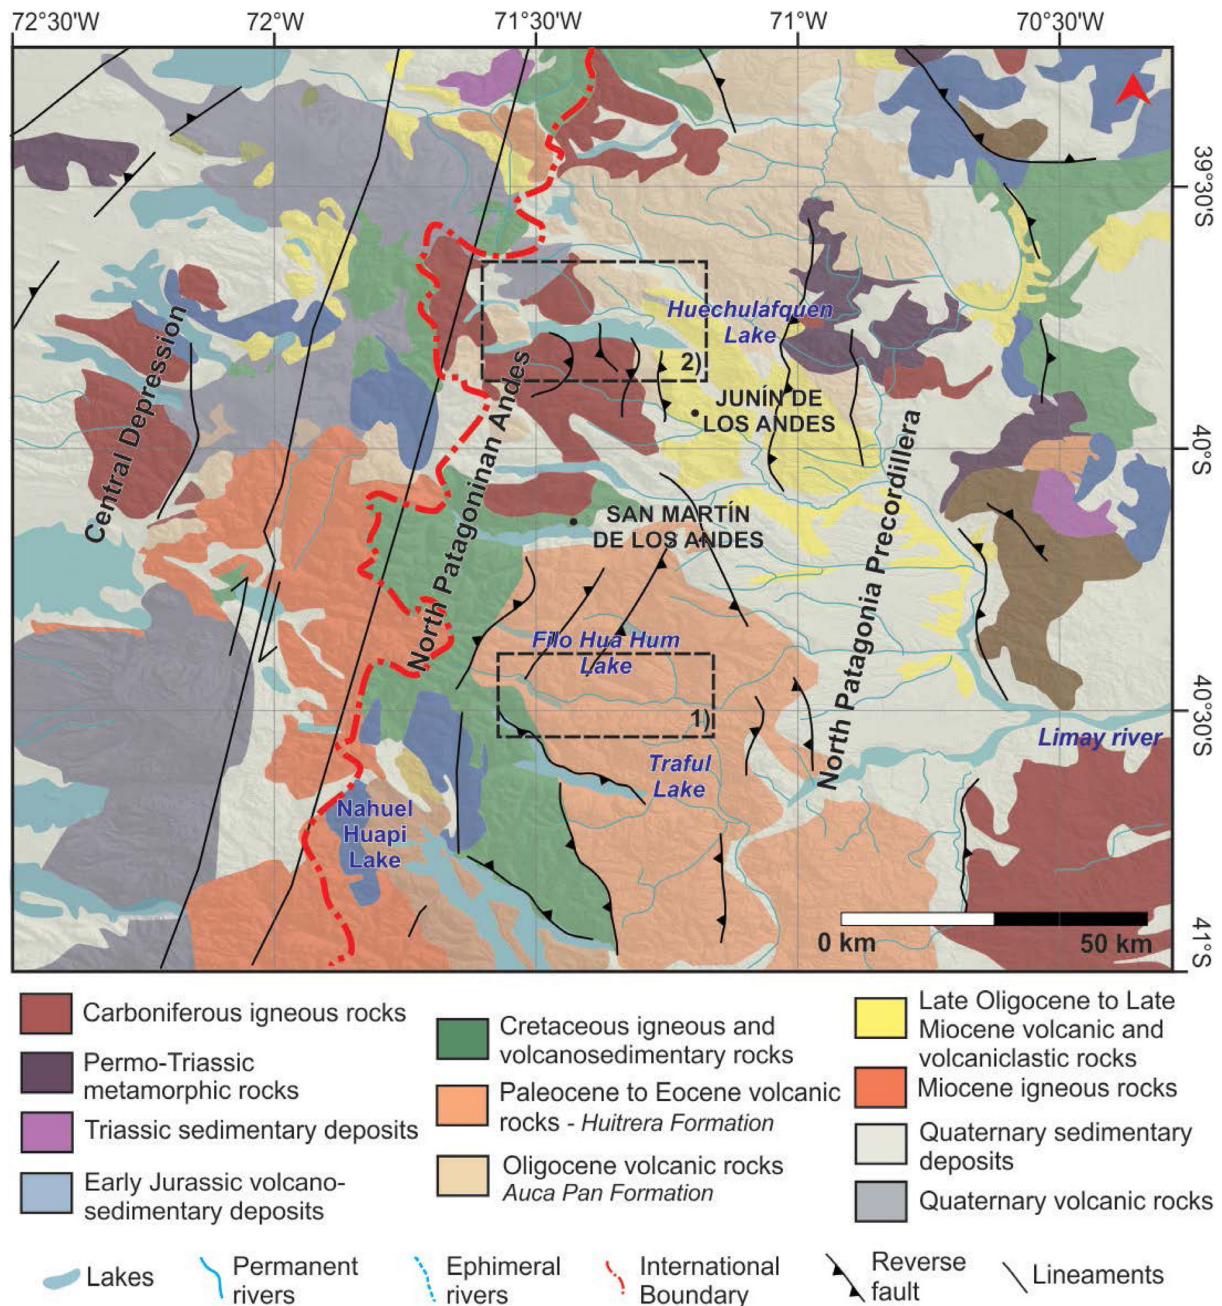 72°30'W
72°W
71°30'W
71°W
70°30'W
39°30'S
40°S
40°30'S
41°S
Central Depression
North Patagoninan Andes
North Patagonia Precordillera
Huechulafquen
Lake
2)
JUNÍN DE
LOS ANDES
SAN MARTÍN
DE LOS ANDES
Filo Hua Hum
Lake
1)
Traful
Lake
Limay river
Nahuel
Huapi
Lake
0 km
50 km
Carboniferous igneous rocks
Permo-Triassic
metamorphic rocks
Triassic sedimentary deposits
Early Jurassic volcano-
sedimentary deposits
Cretaceous igneous and
volcanosedimentary rocks
Paleocene to Eocene volcanic
rocks - Huitrera Formation
Oligocene volcanic rocks
Auca Pan Formation
Late Oligocene to Late
Miocene volcanic and
volcaniclastic rocks
Miocene igneous rocks
Quaternary sedimentary
deposits
Quaternary volcanic rocks
Lakes
Permanent
rivers
Ephimeral
rivers
International
Boundary
Reverse
fault
Lineaments